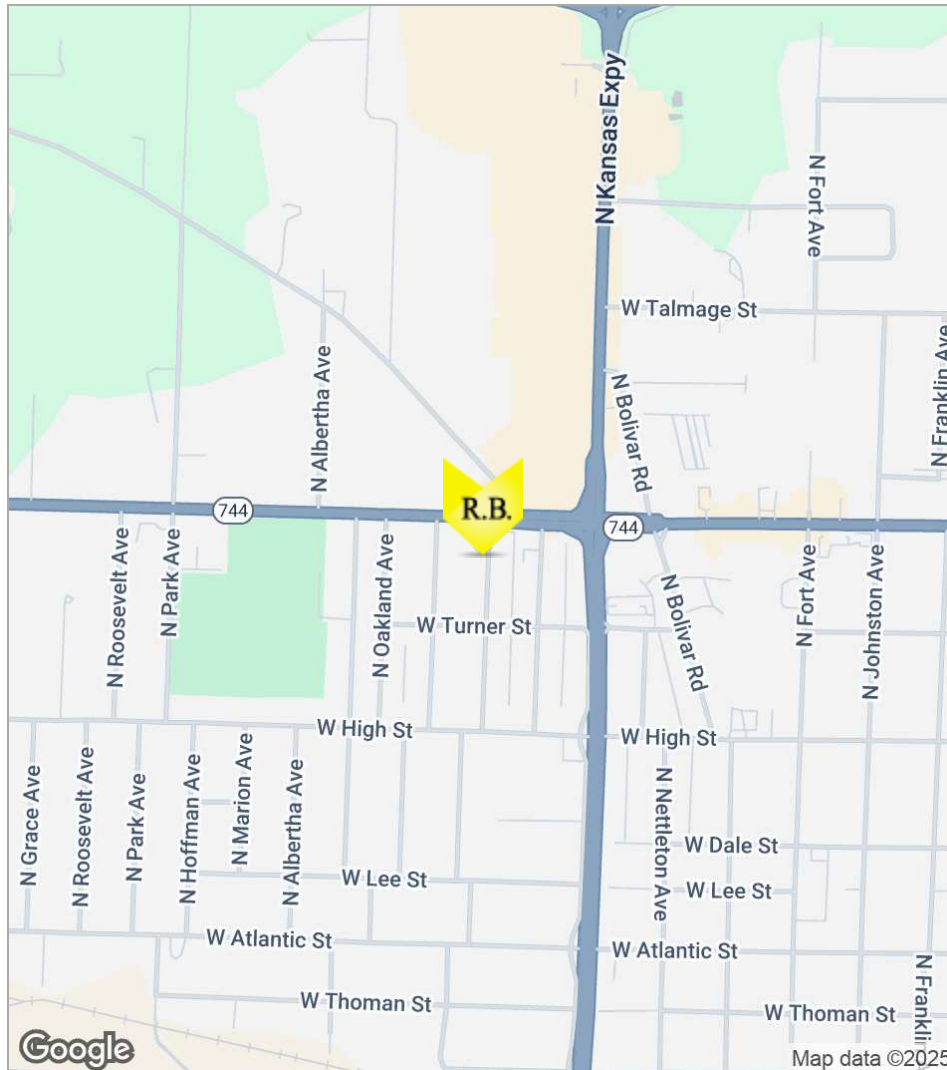 N Kansas Expy
N Fort Ave
W Talmage St
N Albertha Ave
N Bolivar Rd
N Franklin Ave
R.B.
744
744
N Roosevelt Ave
N Park Ave
N Oakland Ave
W Turner St
N Bolivar Rd
N Fort Ave
N Johnston Ave
W High St
W High St
N Grace Ave
N Roosevelt Ave
N Park Ave
N Hoffman Ave
N Marion Ave
N Albertha Ave
N Nettleton Ave
W Dale St
W Lee St
W Lee St
W Atlantic St
W Atlantic St
N Franklin
W Thoman St
W Thoman St
Google
Map data ©2025